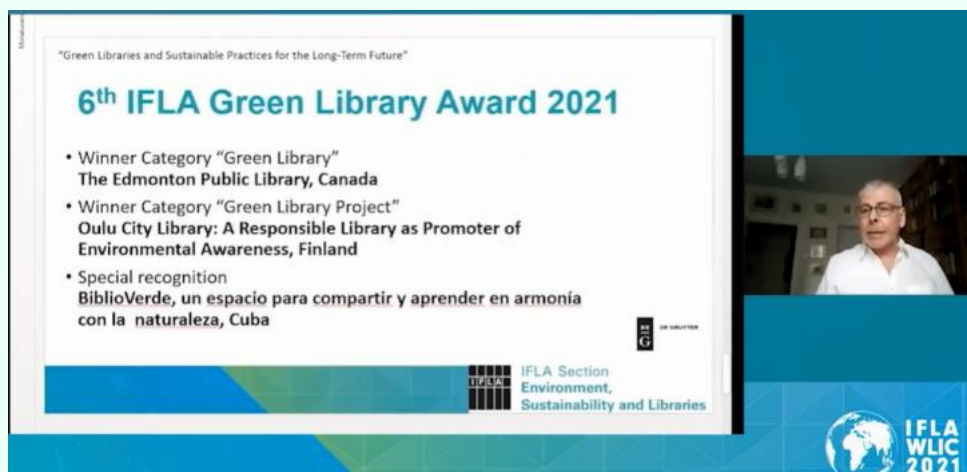 “Green Libraries and Sustainable Practices for the Long-Term Future”
6th IFLA Green Library Award 2021
• Winner Category “Green Library”
The Edmonton Public Library, Canada
• Winner Category “Green Library Project”
Oulu City Library: A Responsible Library as Promoter of
Environmental Awareness, Finland
• Special recognition
BiblioVerde, un espacio para compartir y aprender en armonía
con la naturaleza, Cuba
DE
G
DE GRUYTER
IFLA
IFLA Section
Environment,
Sustainability and Libraries
IFLA
WLIC
2021